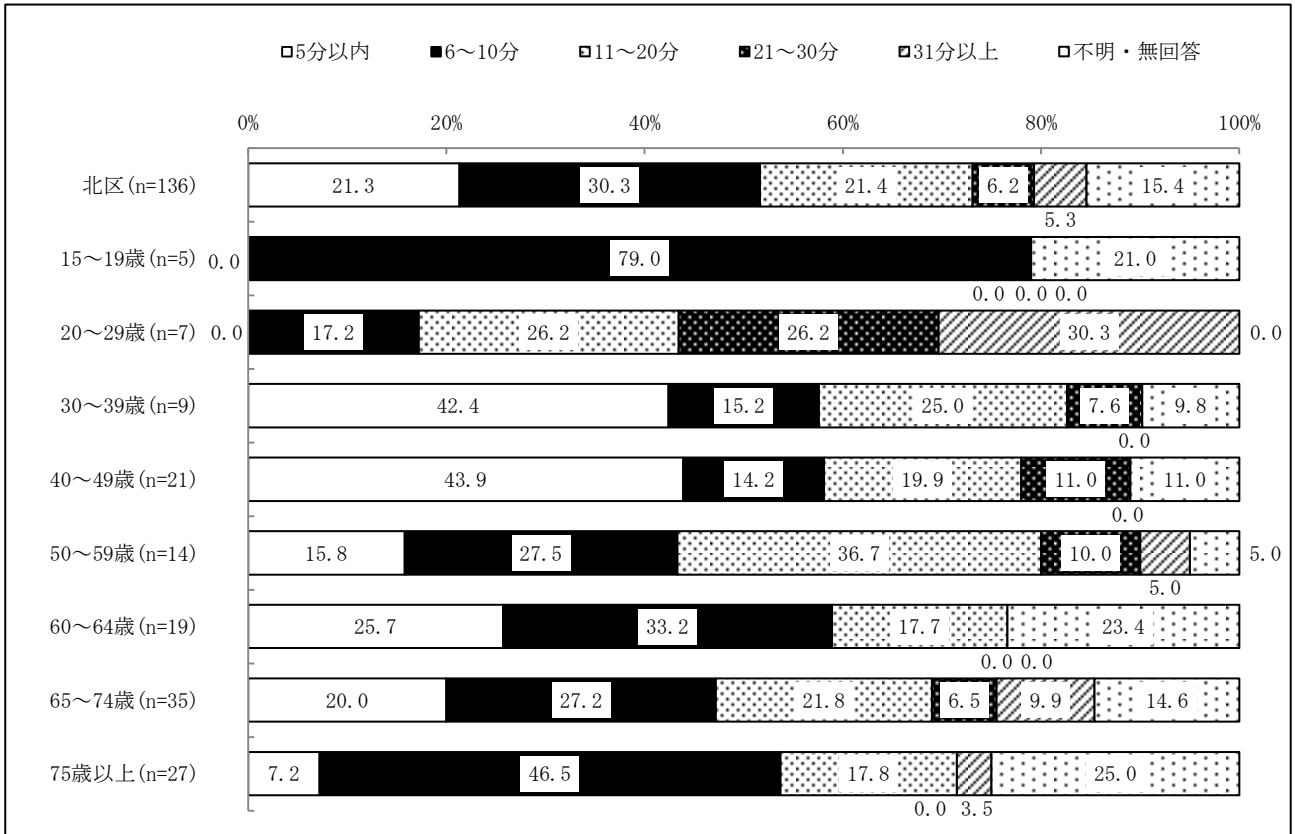 □5分以内 ■6～10分 □11～20分 ■21～30分 □31分以上 □不明・無回答
0% 20% 40% 60% 80% 100%
北区(n=136) 21.3 30.3 21.4 6.2 15.4
5.3
15～19歳(n=5) 0.0 79.0 21.0
0.0 0.0 0.0
20～29歳(n=7) 0.0 17.2 26.2 26.2 30.3 0.0
30～39歳(n=9) 42.4 15.2 25.0 7.6 9.8
0.0
40～49歳(n=21) 43.9 14.2 19.9 11.0 11.0
0.0
50～59歳(n=14) 15.8 27.5 36.7 10.0 5.0
5.0
60～64歳(n=19) 25.7 33.2 17.7 23.4
0.0 0.0
65～74歳(n=35) 20.0 27.2 21.8 6.5 9.9 14.6
75歳以上(n=27) 7.2 46.5 17.8 25.0
0.0 3.5